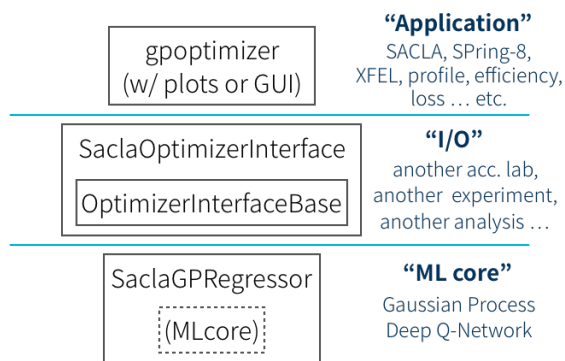 gpoptimizer
(w/ plots or GUI)
“Application”
SACLA, SPring-8,
XFEL, profile, efficiency,
loss … etc.
SaclaOptimizerInterface
OptimizerInterfaceBase
“I/O”
another acc. lab,
another experiment,
another analysis …
SaclaGPRegressor
(MLcore)
“ML core”
Gaussian Process
Deep Q-Network